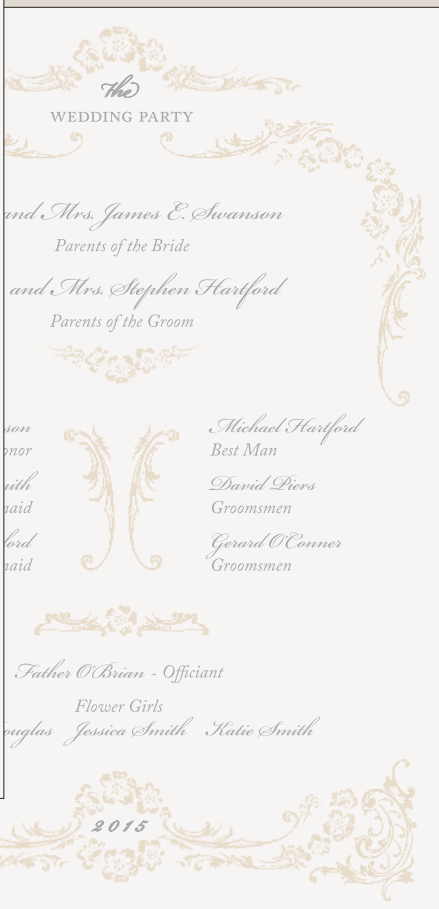 the
WEDDING PARTY
and Mrs. James E. Swanson
Parents of the Bride
and Mrs. Stephen Hartford
Parents of the Groom
Michael Hartford
Best Man
David Piers
Groomsmen
Gerard O'Conner
Groomsmen
Father O'Brian - Officiant
Flower Girls
Jessica Smith Katie Smith
2015